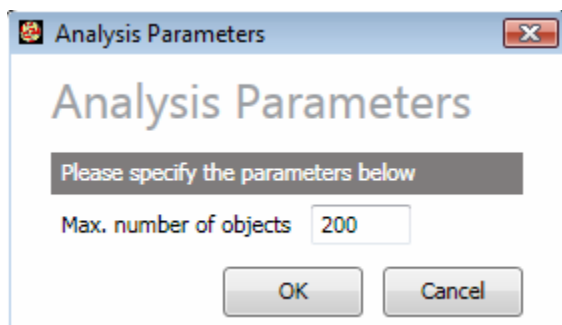 Analysis Parameters
Analysis Parameters
Please specify the parameters below
Max. number of objects 200
OK Cancel